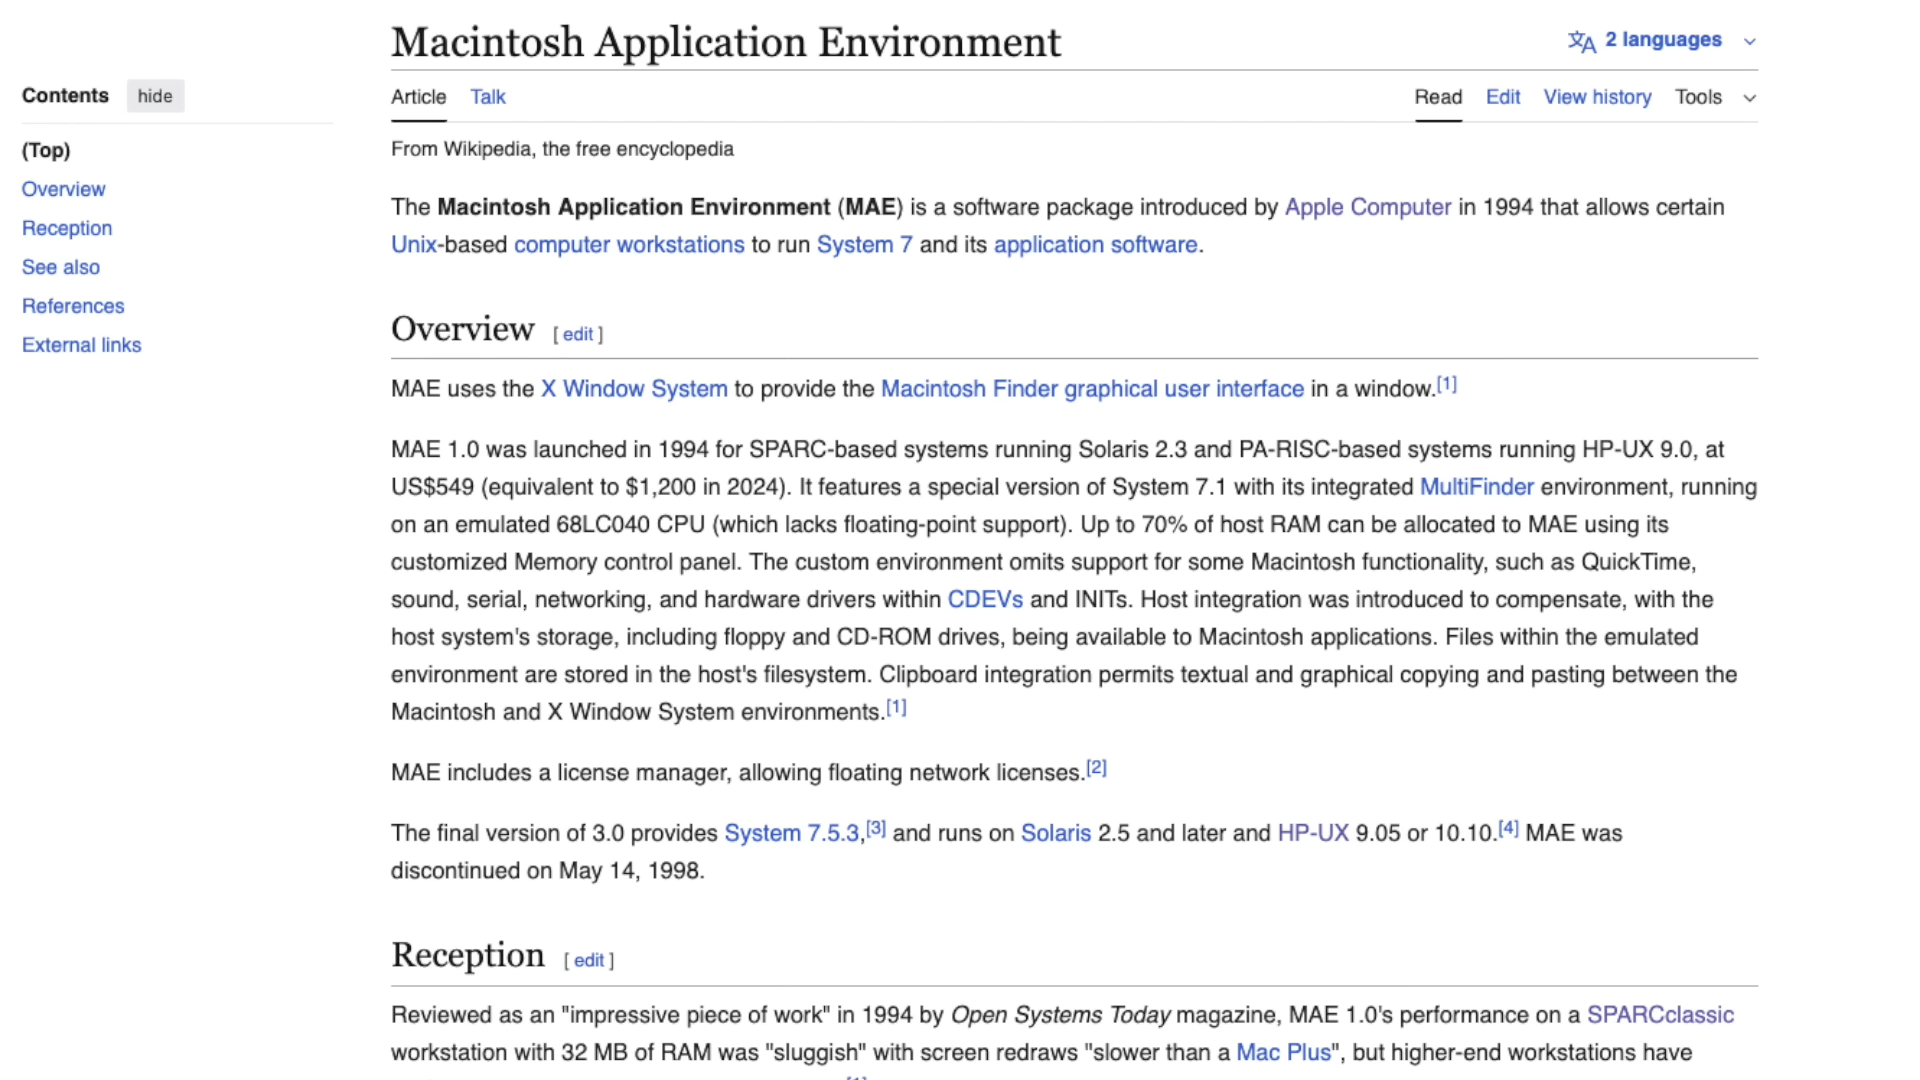 Macintosh Application Environment
2 languages
Contents hide
Article Talk
Read Edit View history Tools
(Top)
Overview
Reception
See also
References
External links
From Wikipedia, the free encyclopedia
The Macintosh Application Environment (MAE) is a software package introduced by Apple Computer in 1994 that allows certain
Unix-based computer workstations to run System 7 and its application software.
Overview [ edit ]
MAE uses the X Window System to provide the Macintosh Finder graphical user interface in a window.[1]
MAE 1.0 was launched in 1994 for SPARC-based systems running Solaris 2.3 and PA-RISC-based systems running HP-UX 9.0, at
US$549 (equivalent to $1,200 in 2024). It features a special version of System 7.1 with its integrated MultiFinder environment, running
on an emulated 68LC040 CPU (which lacks floating-point support). Up to 70% of host RAM can be allocated to MAE using its
customized Memory control panel. The custom environment omits support for some Macintosh functionality, such as QuickTime,
sound, serial, networking, and hardware drivers within CDEVs and INITs. Host integration was introduced to compensate, with the
host system's storage, including floppy and CD-ROM drives, being available to Macintosh applications. Files within the emulated
environment are stored in the host's filesystem. Clipboard integration permits textual and graphical copying and pasting between the
Macintosh and X Window System environments.[1]
MAE includes a license manager, allowing floating network licenses.[2]
The final version of 3.0 provides System 7.5.3,[3] and runs on Solaris 2.5 and later and HP-UX 9.05 or 10.10.[4] MAE was
discontinued on May 14, 1998.
Reception [ edit ]
Reviewed as an "impressive piece of work" in 1994 by Open Systems Today magazine, MAE 1.0's performance on a SPARCclassic
workstation with 32 MB of RAM was "sluggish" with screen redraws "slower than a Mac Plus", but higher-end workstations have